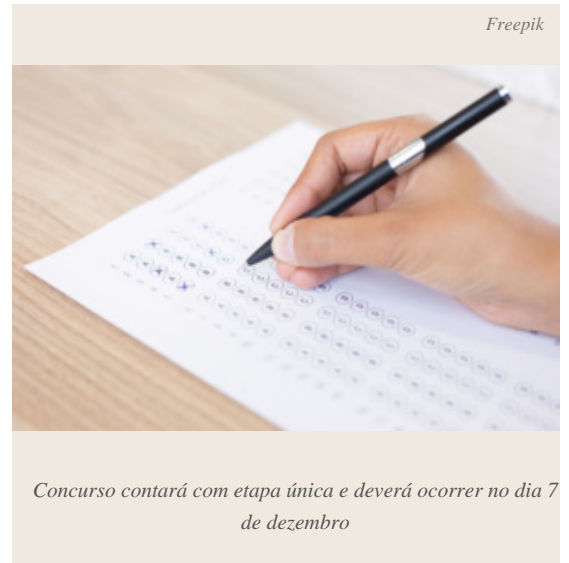 Freepik
Concurso contará com etapa única e deverá ocorrer no dia 7
de dezembro